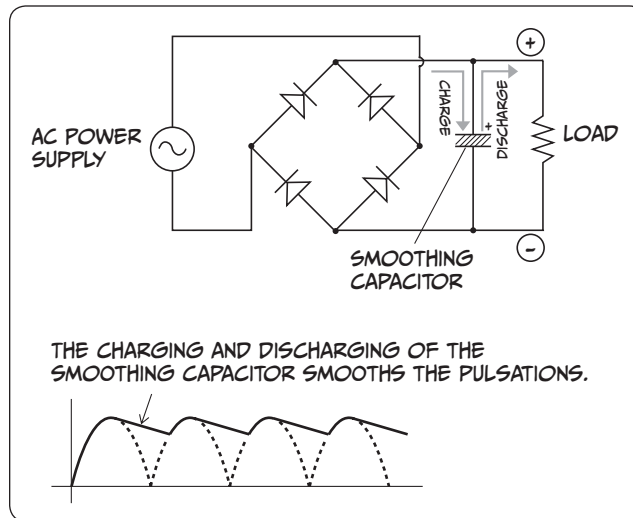 +
CHARGE
DISCHARGE
+
AC POWER
SUPPLY
LOAD
-
SMOOTHING
CAPACITOR
THE CHARGING AND DISCHARGING OF THE
SMOOTHING CAPACITOR SMOOTHS THE PULSATIONS.